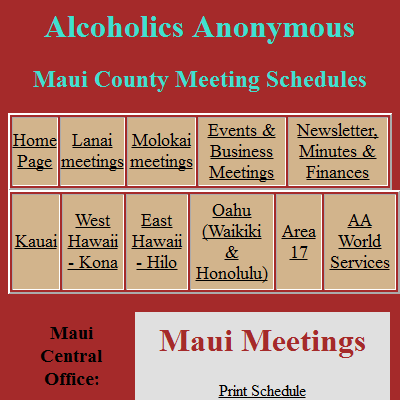 Alcoholics Anonymous
Maui County Meeting Schedules
Home Page
Lanai meetings
Molokai meetings
Events & Business Meetings
Newsletter, Minutes & Finances
Kauai
West Hawaii - Kona
East Hawaii - Hilo
Oahu (Waikiki & Honolulu)
Area 17
AA World Services
Maui
Central
Office:
Maui Meetings
Print Schedule